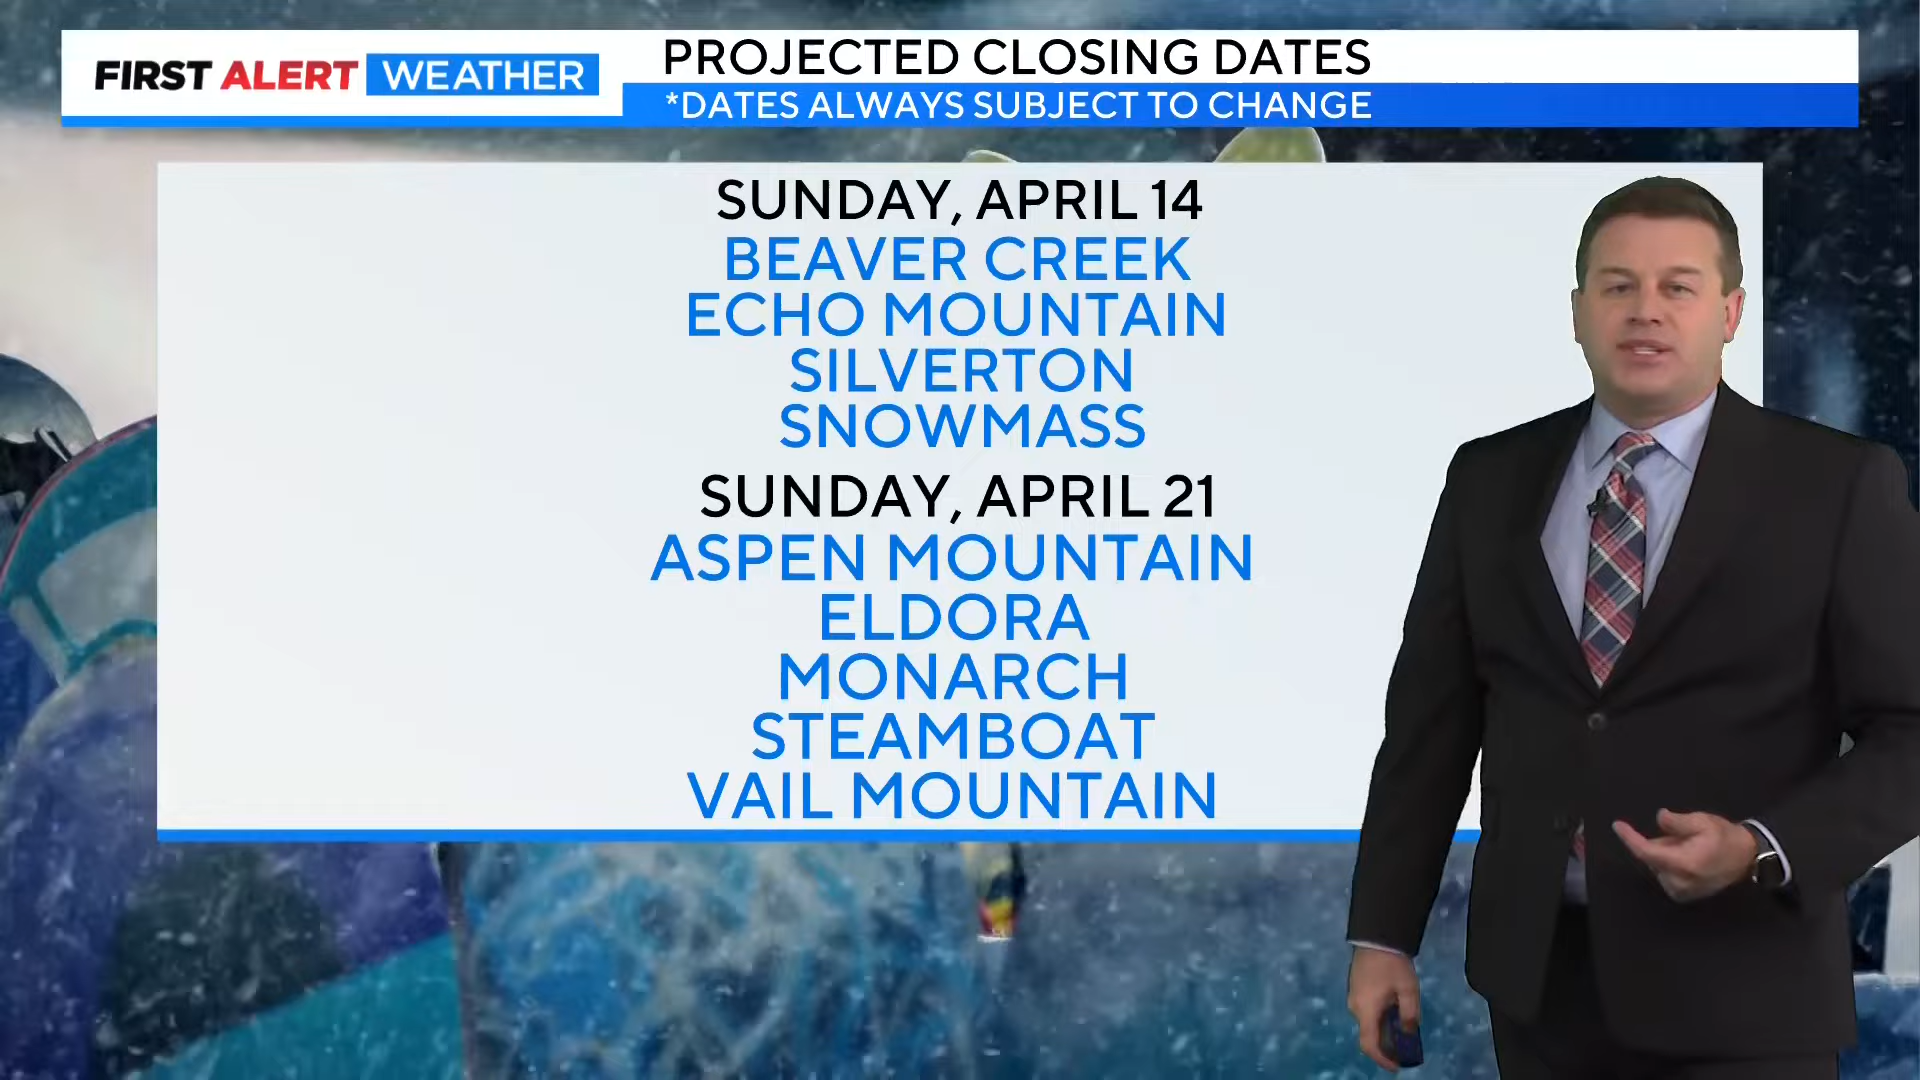 FIRST ALERT WEATHER
PROJECTED CLOSING DATES
*DATES ALWAYS SUBJECT TO CHANGE
SUNDAY, APRIL 14
BEAVER CREEK
ECHO MOUNTAIN
SILVERTON
SNOWMASS
SUNDAY, APRIL 21
ASPEN MOUNTAIN
ELDORA
MONARCH
STEAMBOAT
VAIL MOUNTAIN